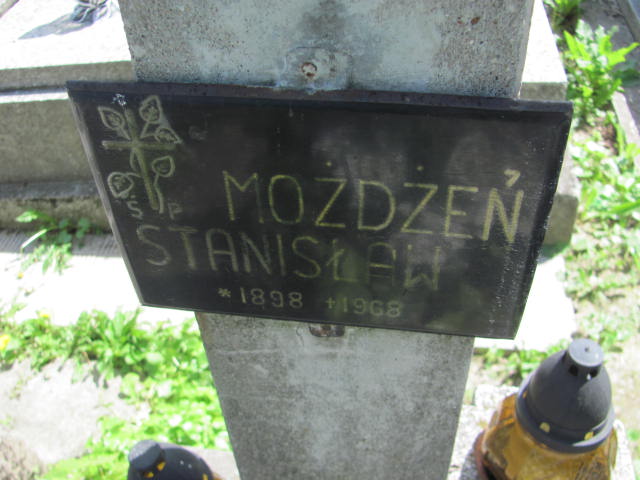 Ś P
MOŻDŻEŃ
STANISŁAW
*1898 +1968